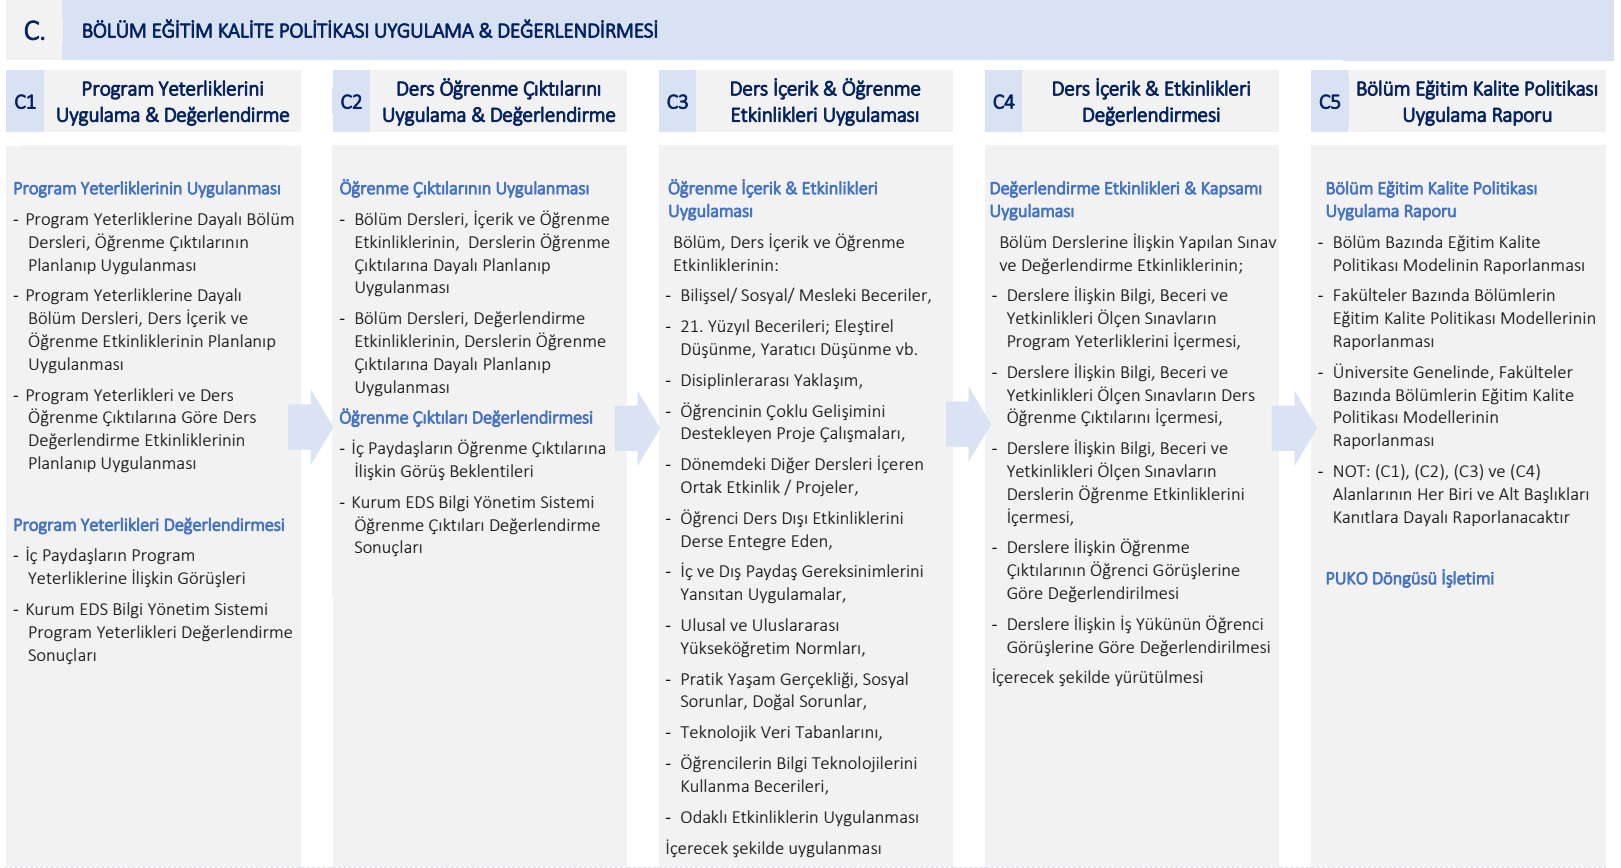 C.
BÖLÜM EĞİTİM KALİTE POLİTİKASI UYGULAMA & DEĞERLENDİRMESİ
C1
Program Yeterliklerini
Uygulama & Değerlendirme
Program Yeterliklerinin Uygulanması
- Program Yeterliklerine Dayalı Bölüm
Dersleri, Öğrenme Çıktılarının
Planlanıp Uygulanması
- Program Yeterliklerine Dayalı
Bölüm Dersleri, Ders İçerik ve
Öğrenme Etkinliklerinin Planlanıp
Uygulanması
- Program Yeterlikleri ve Ders
Öğrenme Çıktılarına Göre Ders
Değerlendirme Etkinliklerinin
Planlanıp Uygulanması
Program Yeterlikleri Değerlendirmesi
- İç Paydaşların Program
Yeterliklerine İlişkin Görüşleri
- Kurum EDS Bilgi Yönetim Sistemi
Program Yeterlikleri Değerlendirme
Sonuçları
C2
Ders Öğrenme Çıktılarını
Uygulama & Değerlendirme
Öğrenme Çıktılarının Uygulanması
- Bölüm Dersleri, İçerik ve Öğrenme
Etkinliklerinin, Derslerin Öğrenme
Çıktılarına Dayalı Planlanıp
Uygulanması
- Bölüm Dersleri, Değerlendirme
Etkinliklerinin, Derslerin Öğrenme
Çıktılarına Dayalı Planlanıp
Uygulanması
Öğrenme Çıktıları Değerlendirmesi
- İç Paydaşların Öğrenme Çıktılarına
İlişkin Görüş Beklentileri
- Kurum EDS Bilgi Yönetim Sistemi
Öğrenme Çıktıları Değerlendirme
Sonuçları
C3
Ders İçerik & Öğrenme
Etkinlikleri Uygulaması
Öğrenme İçerik & Etkinlikleri
Uygulaması
Bölüm, Ders İçerik ve Öğrenme
Etkinliklerinin:
- Bilişsel/ Sosyal/ Mesleki Beceriler,
- 21. Yüzyıl Becerileri; Eleştirel
Düşünme, Yaratıcı Düşünme vb.
- Disiplinlerarası Yaklaşım,
- Öğrencinin Çoklu Gelişimini
Destekleyen Proje Çalışmaları,
- Dönemdeki Diğer Dersleri İçeren
Ortak Etkinlik / Projeler,
- Öğrenci Ders Dışı Etkinliklerini
Derse Entegre Eden,
- İç ve Dış Paydaş Gereksinimlerini
Yansıtan Uygulamalar,
- Ulusal ve Uluslararası
Yükseköğretim Normları,
- Pratik Yaşam Gerçekliği, Sosyal
Sorunlar, Doğal Sorunlar,
- Teknolojik Veri Tabanlarını,
- Öğrencilerin Bilgi Teknolojilerini
Kullanma Becerileri,
- Odaklı Etkinliklerin Uygulanması
İçerecek şekilde uygulanması
C4
Ders İçerik & Etkinlikleri
Değerlendirmesi
Değerlendirme Etkinlikleri & Kapsamı
Uygulaması
Bölüm Derslerine İlişkin Yapılan Sınav
ve Değerlendirme Etkinliklerinin;
- Derslere İlişkin Bilgi, Beceri ve
Yetkinlikleri Ölçen Sınavların
Program Yeterliklerini İçermesi,
- Derslere İlişkin Bilgi, Beceri ve
Yetkinlikleri Ölçen Sınavların Ders
Öğrenme Çıktılarını İçermesi,
- Derslere İlişkin Bilgi, Beceri ve
Yetkinlikleri Ölçen Sınavların
Derslerin Öğrenme Etkinliklerini
İçermesi,
- Derslere İlişkin Öğrenme
Çıktılarının Öğrenci Görüşlerine
Göre Değerlendirilmesi
- Derslere İlişkin İş Yükünün Öğrenci
Görüşlerine Göre Değerlendirilmesi
İçerecek şekilde yürütülmesi
C5
Bölüm Eğitim Kalite Politikası
Uygulama Raporu
Bölüm Eğitim Kalite Politikası
Uygulama Raporu
- Bölüm Bazında Eğitim Kalite
Politikası Modelinin Raporlanması
- Fakülteler Bazında Bölümlerin
Eğitim Kalite Politikası Modellerinin
Raporlanması
- Üniversite Genelinde, Fakülteler
Bazında Bölümlerin Eğitim Kalite
Politikası Modellerinin
Raporlanması
- NOT: (C1), (C2), (C3) ve (C4)
Alanlarının Her Biri ve Alt Başlıkları
Kanıtlara Dayalı Raporlanacaktır
PUKO Döngüsü İşletimi